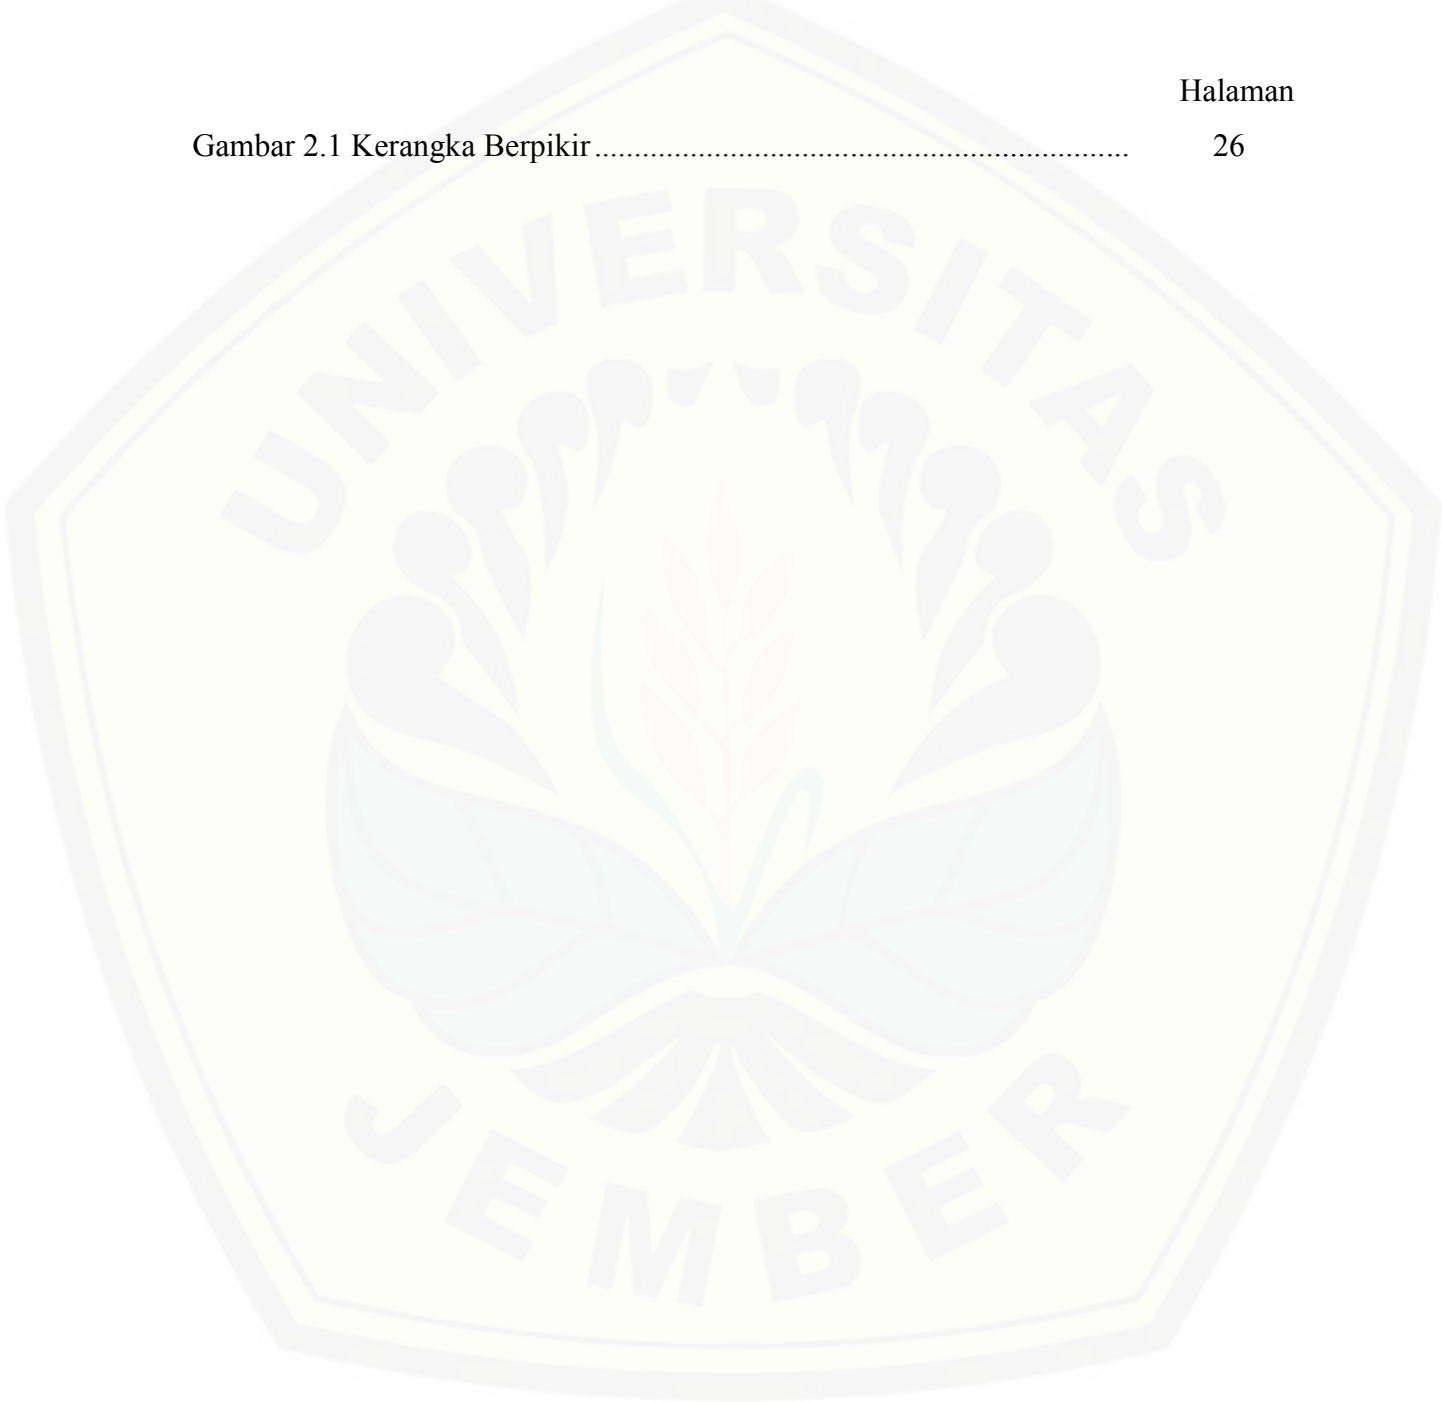 Halaman
Gambar 2.1 Kerangka Berpikir................................................................... 26
UNIVERSITAS
JEMBER